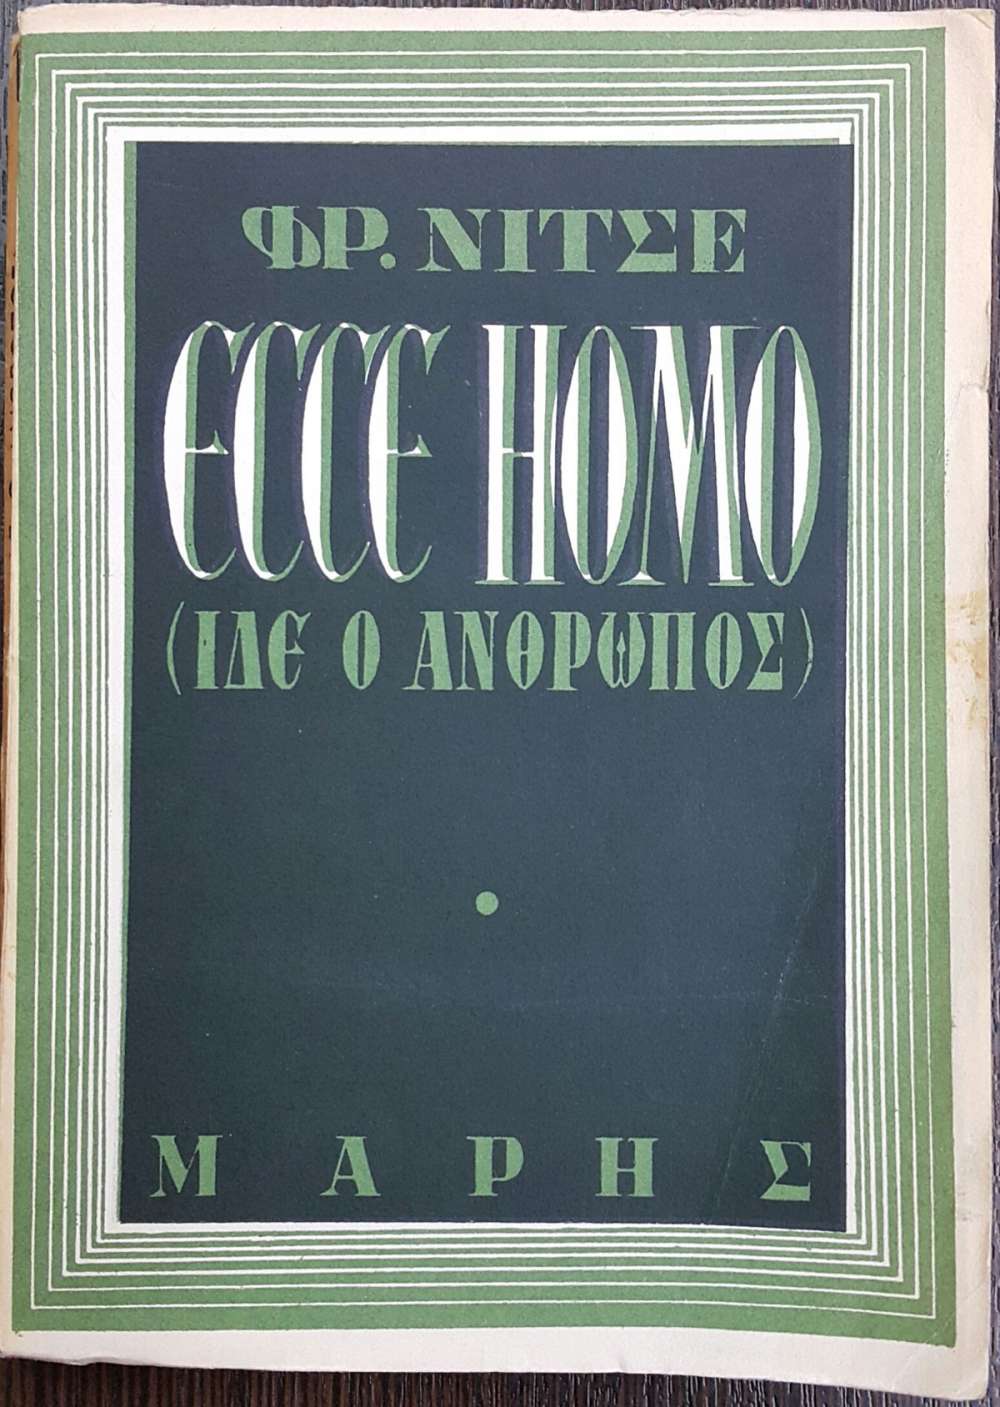 ΦΡ. ΝΙΤΣΕ
ECCE HOMO
(ΙΔΕ Ο ΑΝΘΡΩΠΟΣ)
ΜΑΡΗΣ